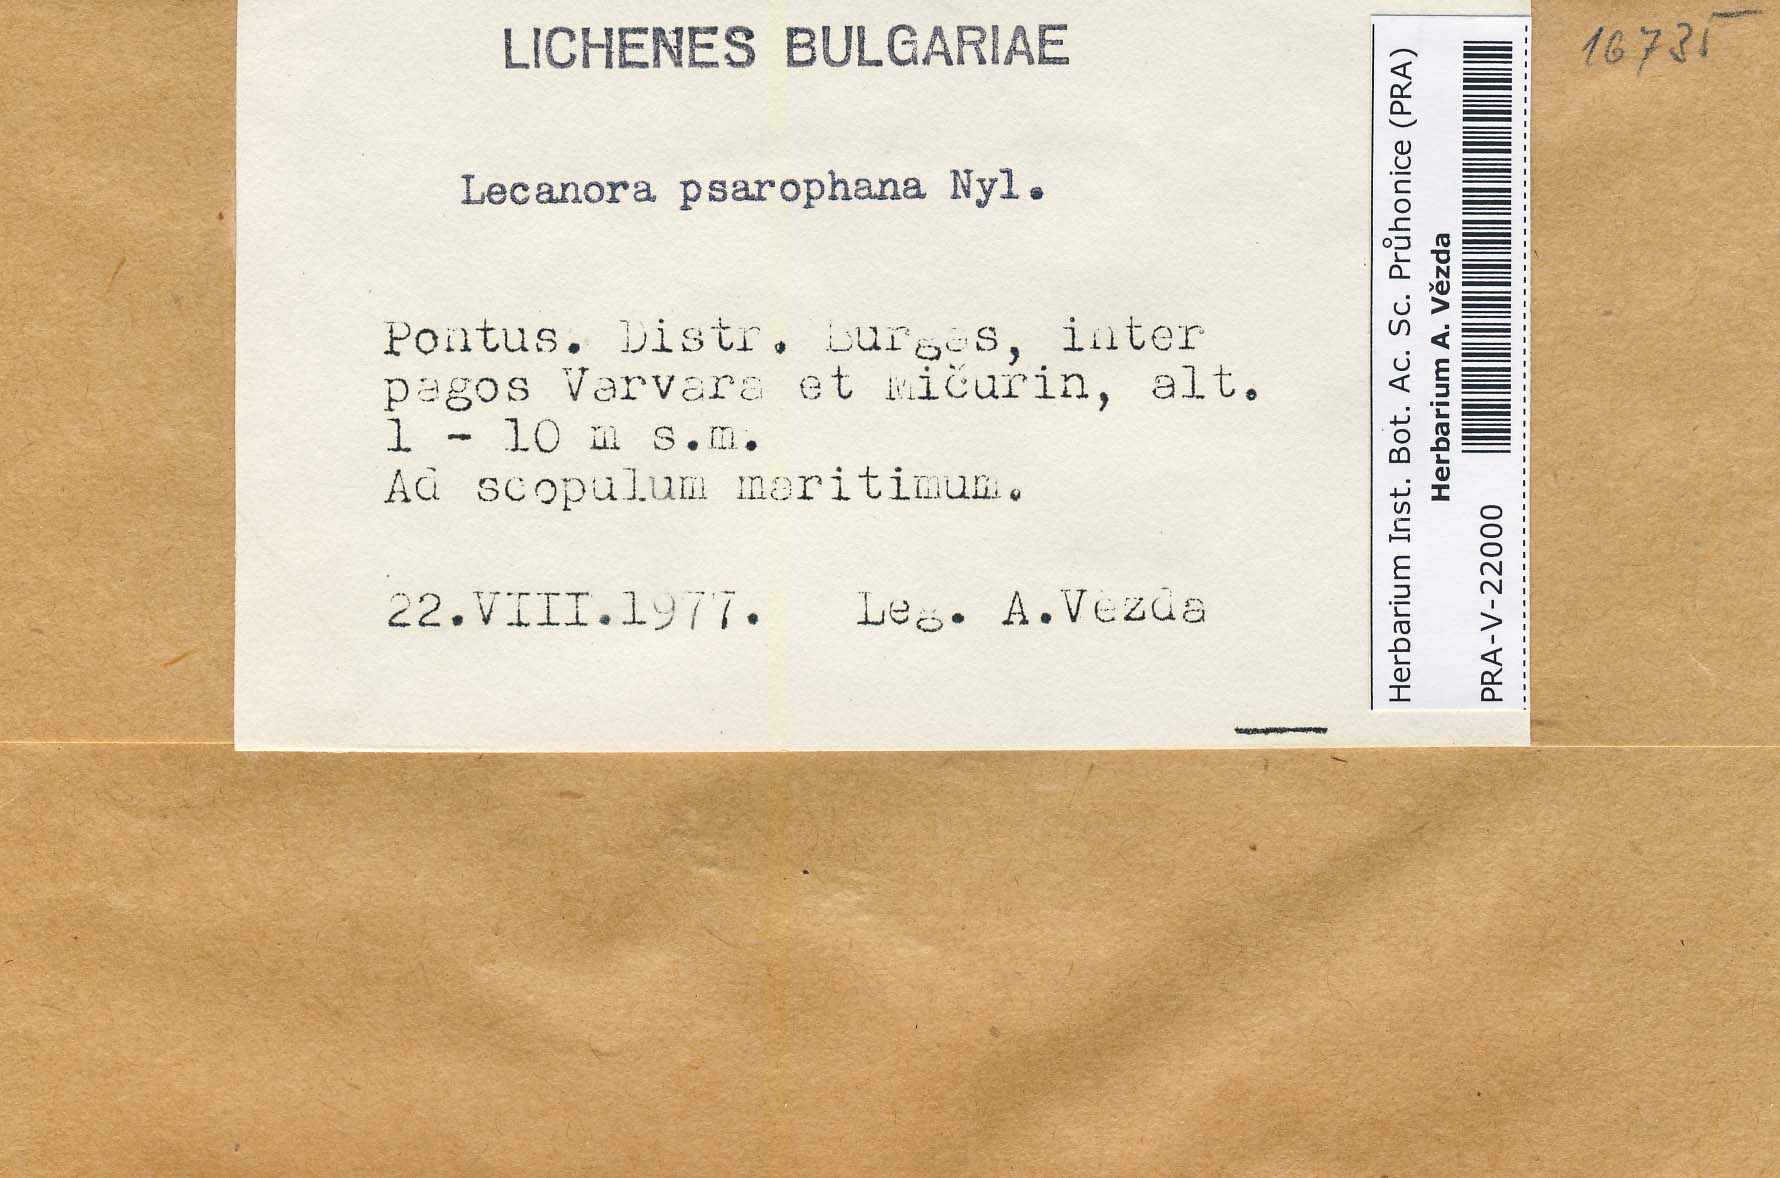 LICHENES BULGARIAE
Lecanora psarophana Nyl.
Pontus. Distr. Burgas, inter
pagos Varvara et Mičurin, alt.
1 - 10 m s.m.
Ad scopulum maritimum.
22.VIII.1977. Leg. A.Vězda
Herbarium Inst. Bot. Ac. Sc. Průhonice (PRA)
Herbarium A. Vězda
PRA-V-22000
16735